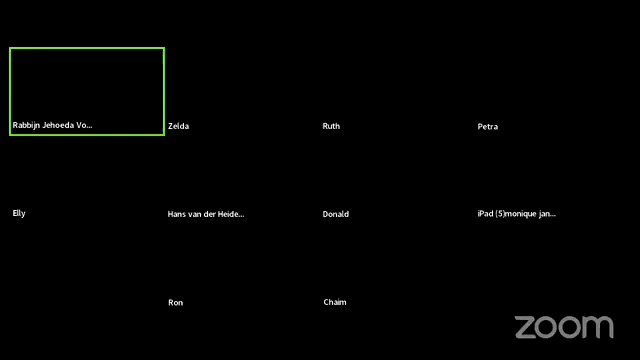 Rabbijn Jehoeda Vo...
Zelda
Ruth
Petra
Elly
Hans van der Heide...
Donald
iPad (5)monique jan...
Ron
Chaim
zoom